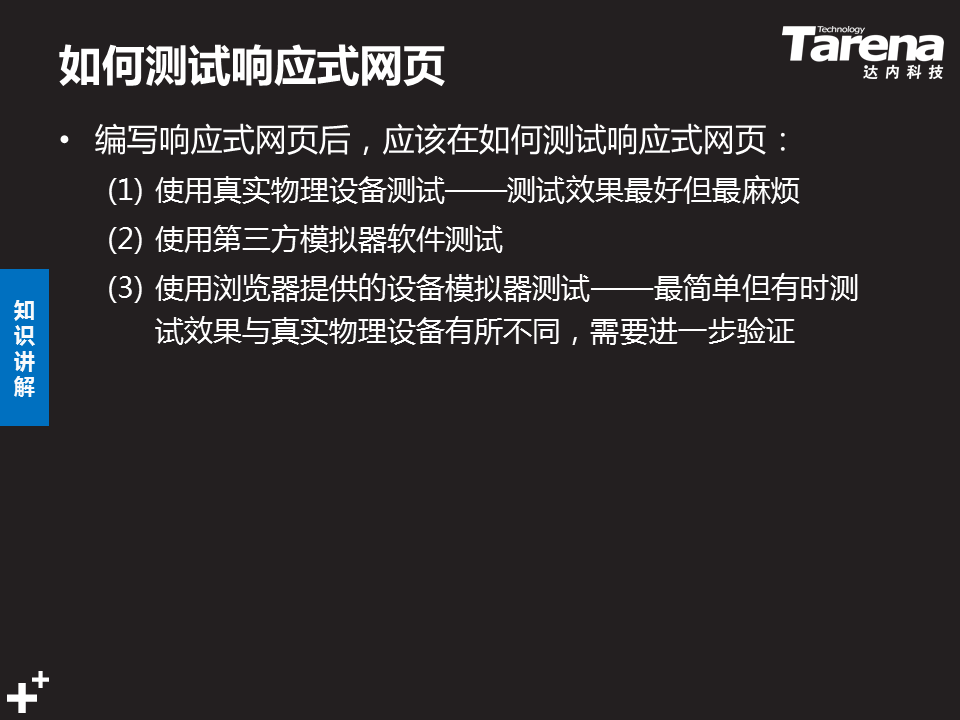 如何测试响应式网页
Technology
Tarena
达内科技
• 编写响应式网页后，应该在如何测试响应式网页：
(1) 使用真实物理设备测试——测试效果最好但最麻烦
(2) 使用第三方模拟器软件测试
(3) 使用浏览器提供的设备模拟器测试——最简单但有时测
试效果与真实物理设备有所不同，需要进一步验证
知
识
讲
解